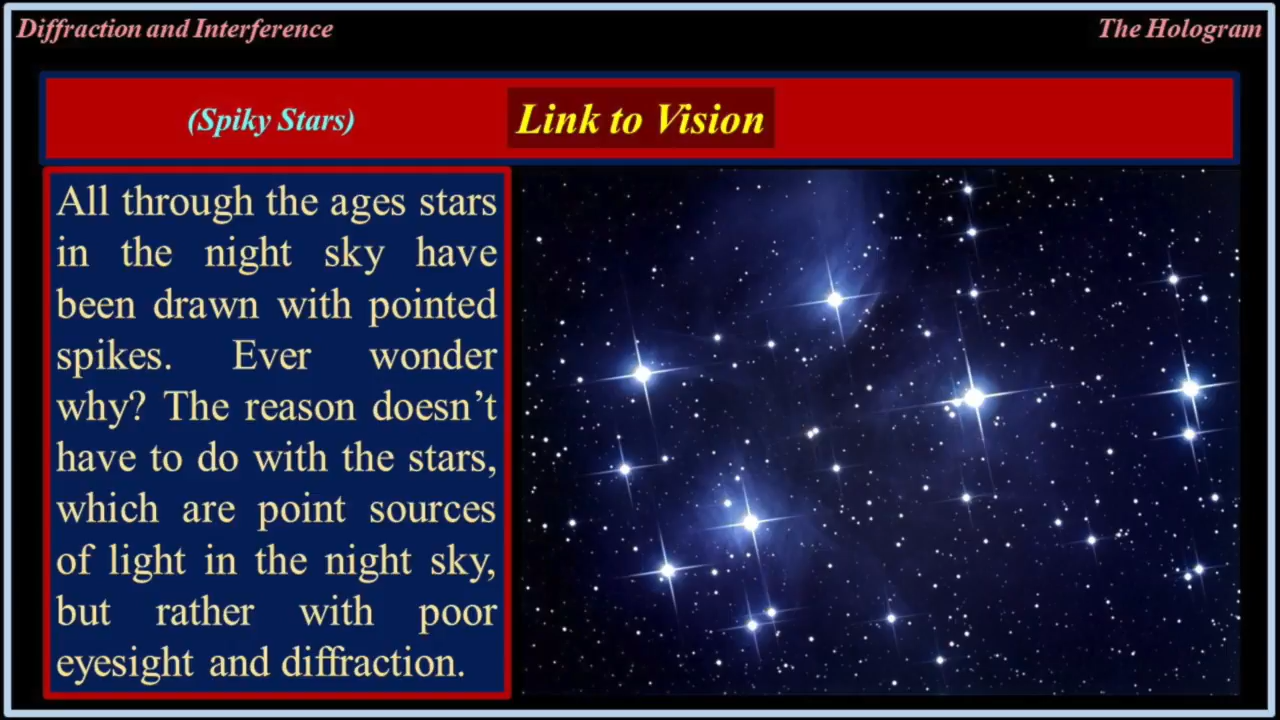 Diffraction and Interference
The Hologram
(Spiky Stars)
Link to Vision
All through the ages stars
in the night sky have
been drawn with pointed
spikes. Ever wonder
why? The reason doesn’t
have to do with the stars,
which are point sources
of light in the night sky,
but rather with poor
eyesight and diffraction.